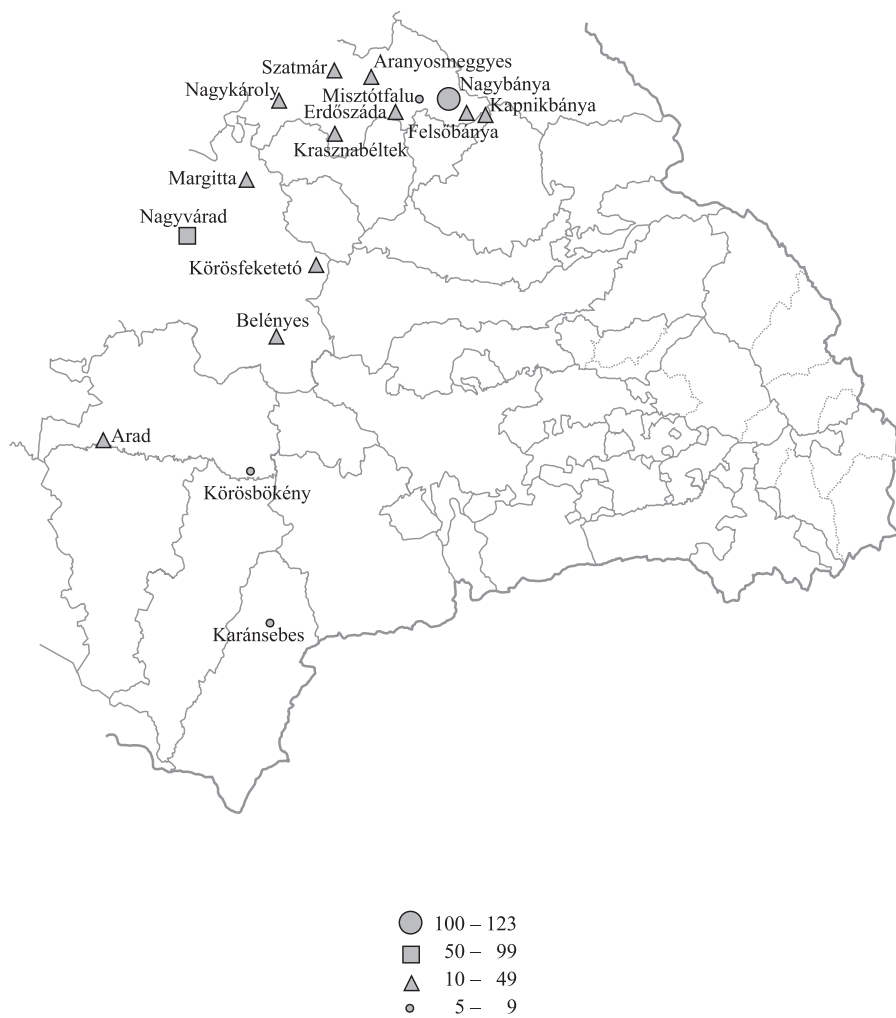 Szatmár
Aranyosmeggyes
Nagykároly
Misztótfalu
Nagybánya
Erdőszáda
Kapnikbánya
Felsőbánya
Krasznabéltek
Margitta
Nagyvárad
Körösfeketetó
Belényes
Arad
Körösbökény
Karánsebes
100 – 123
50 – 99
10 – 49
5 – 9